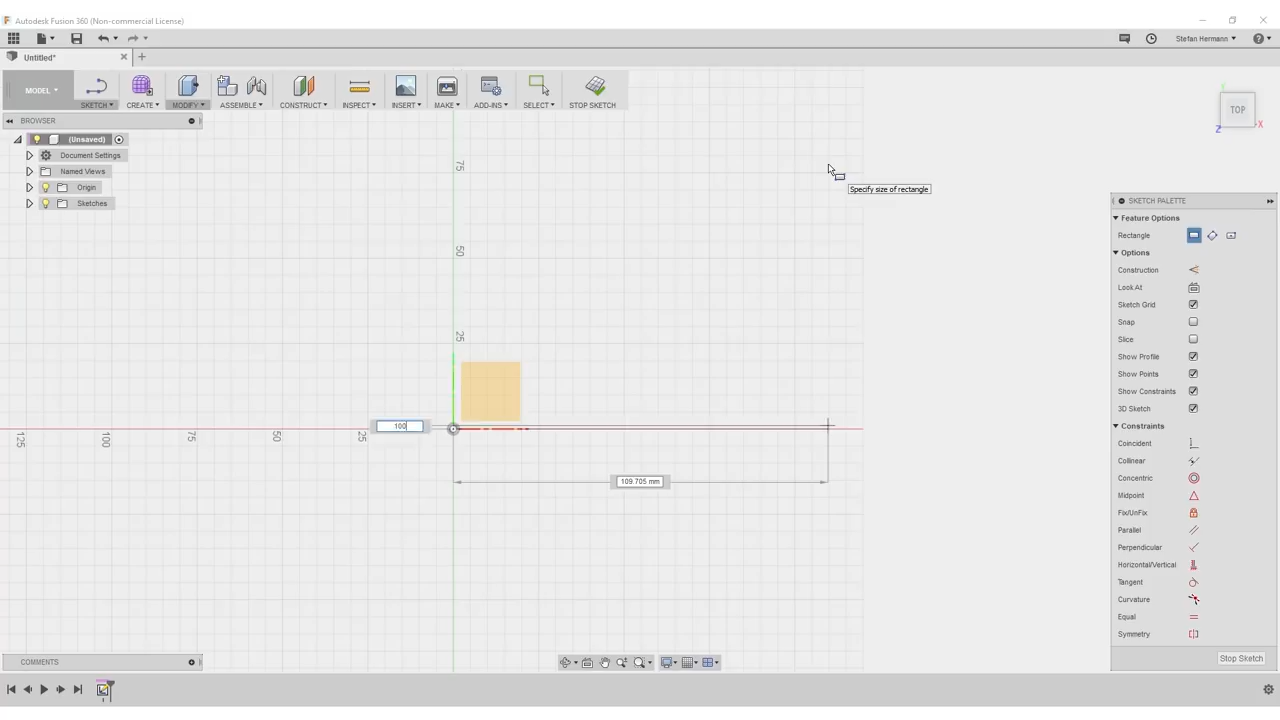 Autodesk Fusion 360 (Non-commercial License)
Stefan Hermann
Untitled*
MODEL
SKETCH
CREATE
MODIFY
ASSEMBLE
CONSTRUCT
INSPECT
INSERT
MAKE
ADD-INS
SELECT
STOP SKETCH
BROWSER
(Unsaved)
Document Settings
Named Views
Origin
Sketches
TOP
X
Z
Specify size of rectangle
75
50
25
125
100
75
50
25
100
109.705 mm
SKETCH PALETTE
Feature Options
Rectangle
Options
Construction
Look At
Sketch Grid
Snap
Slice
Show Profile
Show Points
Show Constraints
3D Sketch
Constraints
Coincident
Collinear
Concentric
Midpoint
Fix/UnFix
Parallel
Perpendicular
Horizontal/Vertical
Tangent
Curvature
Equal
Symmetry
Stop Sketch
COMMENTS